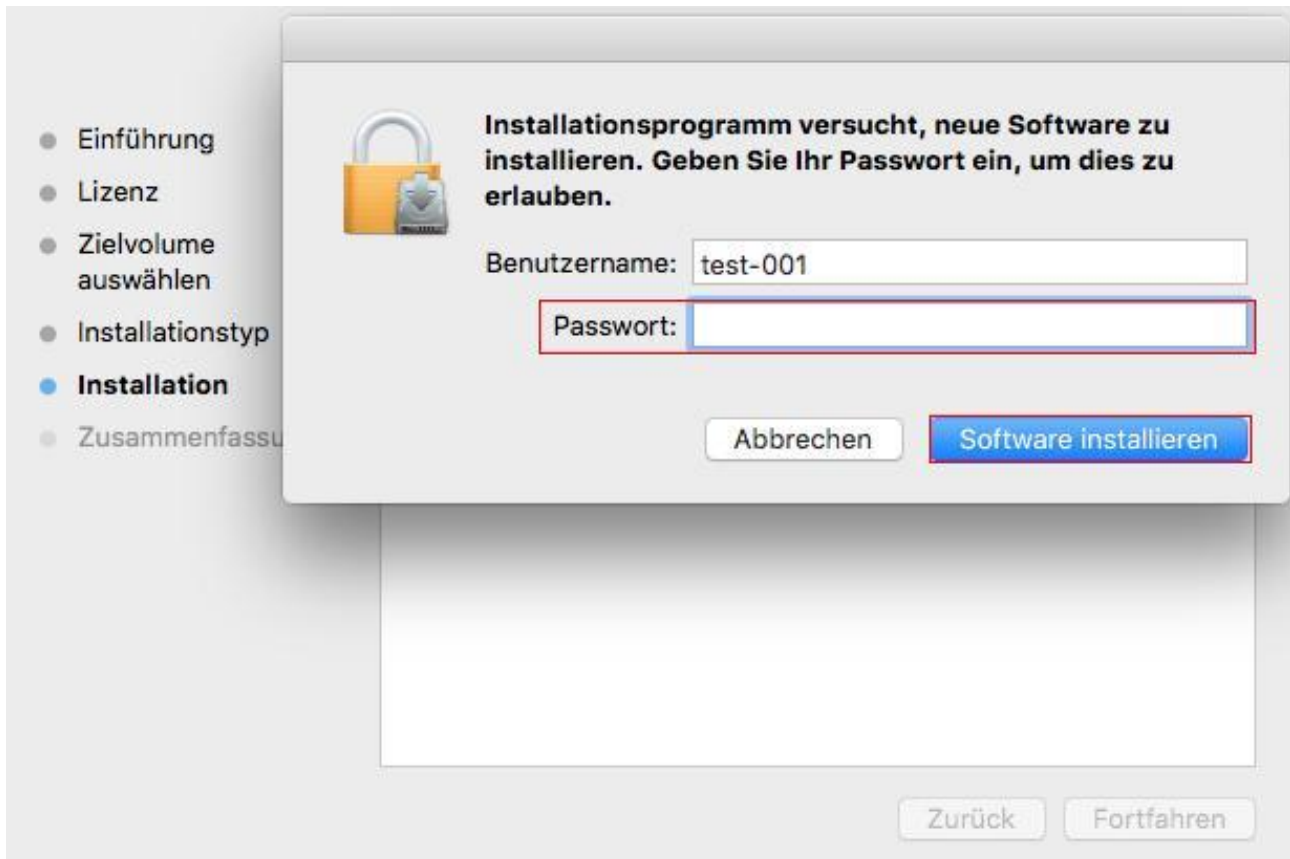 Einführung
Lizenz
Zielvolume
auswählen
Installationstyp
Installation
Zusammenfassu
Installationsprogramm versucht, neue Software zu
installieren. Geben Sie Ihr Passwort ein, um dies zu
erlauben.
Benutzername: test-001
Passwort:
Abbrechen Software installieren
Zurück Fortfahren